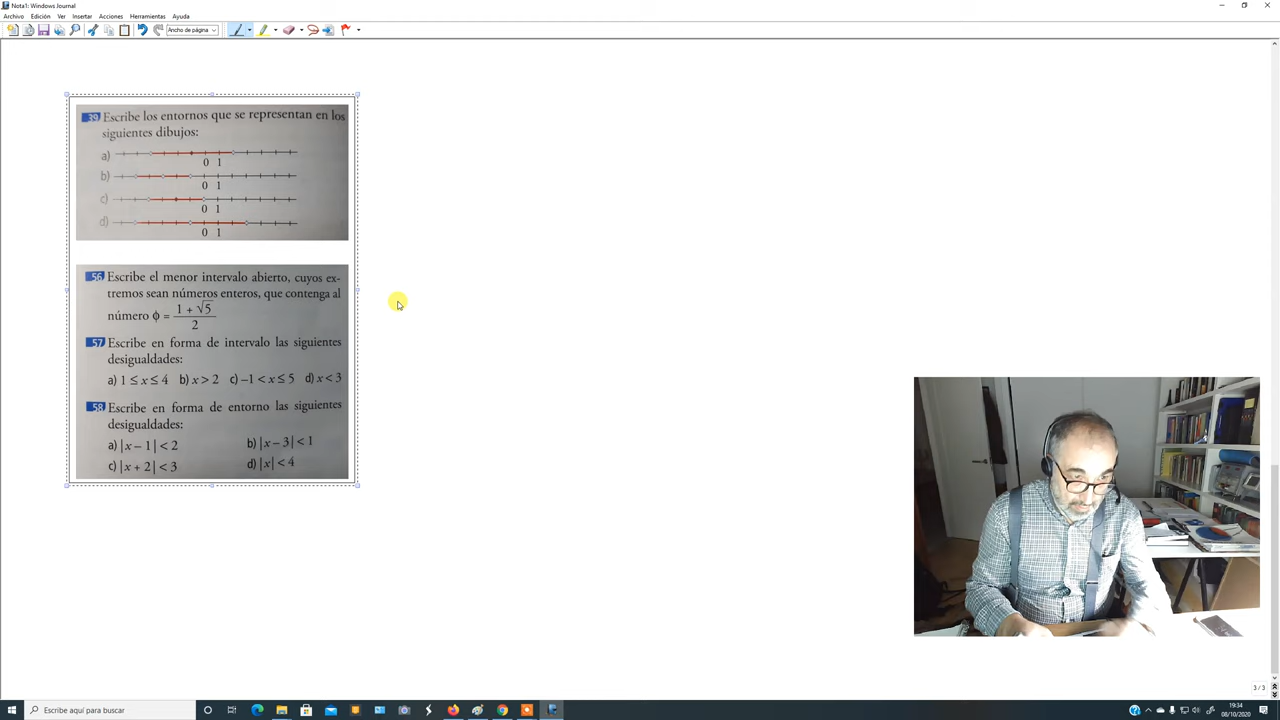 Nota1: Windows Journal
Archivo Edición Ver Insertar Acciones Herramientas Ayuda
Ancho de página
39 Escribe los entornos que se representan en los
siguientes dibujos:
a)
0 1
b)
0 1
c)
0 1
d)
0 1
56 Escribe el menor intervalo abierto, cuyos ex-
tremos sean números enteros, que contenga al
número ϕ = (1 + √5)/2
57 Escribe en forma de intervalo las siguientes
desigualdades:
a) 1 ≤ x ≤ 4 b) x > 2 c) –1 < x ≤ 5 d) x < 3
58 Escribe en forma de entorno las siguientes
desigualdades:
a) |x – 1| < 2 b) |x – 3| < 1
c) |x + 2| < 3 d) |x| < 4
3 / 3
Escribe aquí para buscar
19:34
08/10/2020